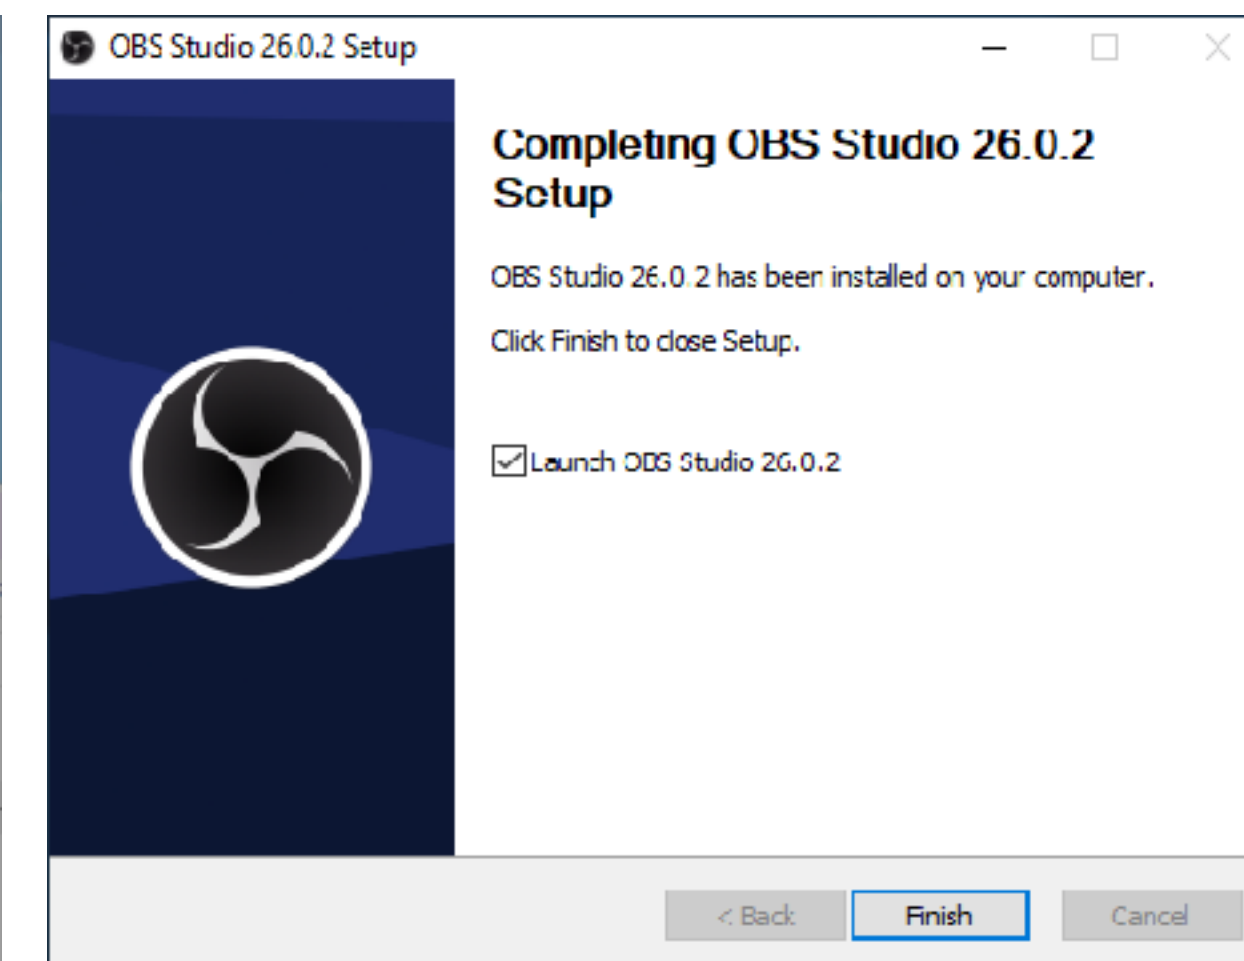 OBS Studio 26.0.2 Setup
Completing OBS Studio 26.0.2
Setup
OBS Studio 26.0.2 has been installed on your computer.
Click Finish to close Setup.
Launch OBS Studio 26.0.2
< Back
Finish
Cancel